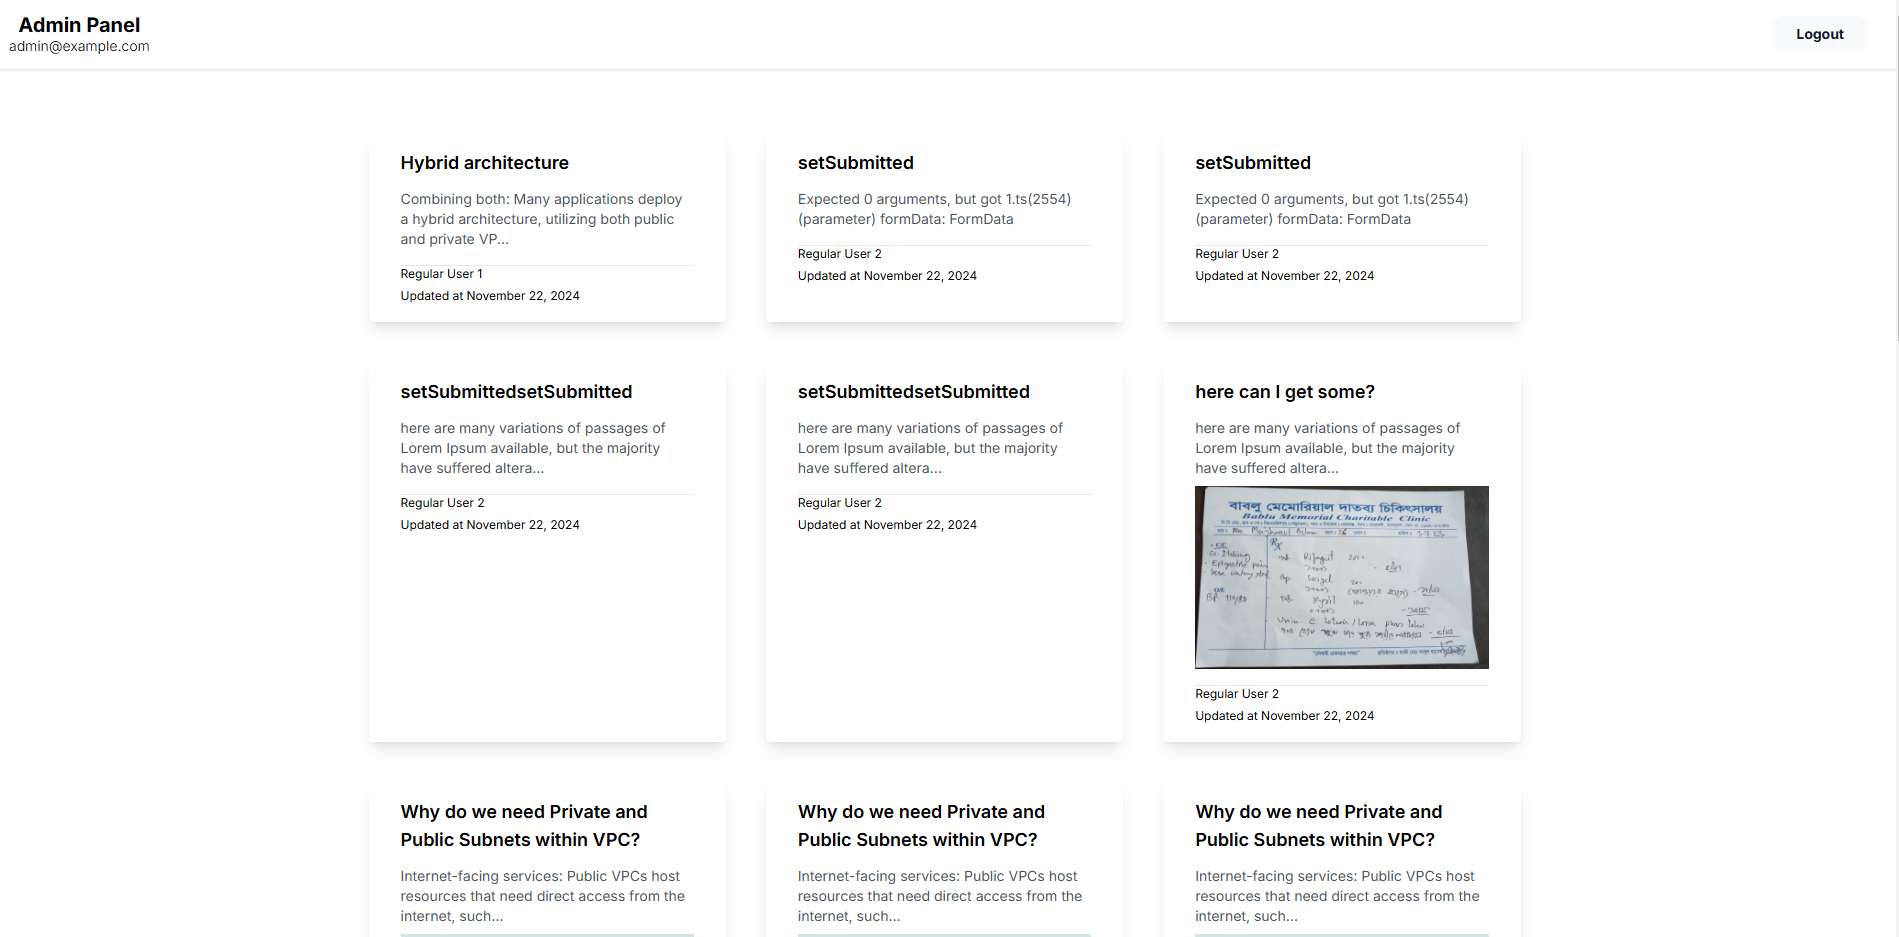 Admin Panel
admin@example.com
Logout
Hybrid architecture
Combining both: Many applications deploy
a hybrid architecture, utilizing both public
and private VP...
Regular User 1
Updated at November 22, 2024
setSubmitted
Expected 0 arguments, but got 1.ts(2554)
(parameter) formData: FormData
Regular User 2
Updated at November 22, 2024
setSubmitted
Expected 0 arguments, but got 1.ts(2554)
(parameter) formData: FormData
Regular User 2
Updated at November 22, 2024
setSubmittedsetSubmitted
here are many variations of passages of
Lorem Ipsum available, but the majority
have suffered altera...
Regular User 2
Updated at November 22, 2024
setSubmittedsetSubmitted
here are many variations of passages of
Lorem Ipsum available, but the majority
have suffered altera...
Regular User 2
Updated at November 22, 2024
here can I get some?
here are many variations of passages of
Lorem Ipsum available, but the majority
have suffered altera...
বাবলু মেমোরিয়াল দাতব্য চিকিৎসালয়
Bablu Memorial Charitable Clinic
Regular User 2
Updated at November 22, 2024
Why do we need Private and
Public Subnets within VPC?
Internet-facing services: Public VPCs host
resources that need direct access from the
internet, such...
Why do we need Private and
Public Subnets within VPC?
Internet-facing services: Public VPCs host
resources that need direct access from the
internet, such...
Why do we need Private and
Public Subnets within VPC?
Internet-facing services: Public VPCs host
resources that need direct access from the
internet, such...